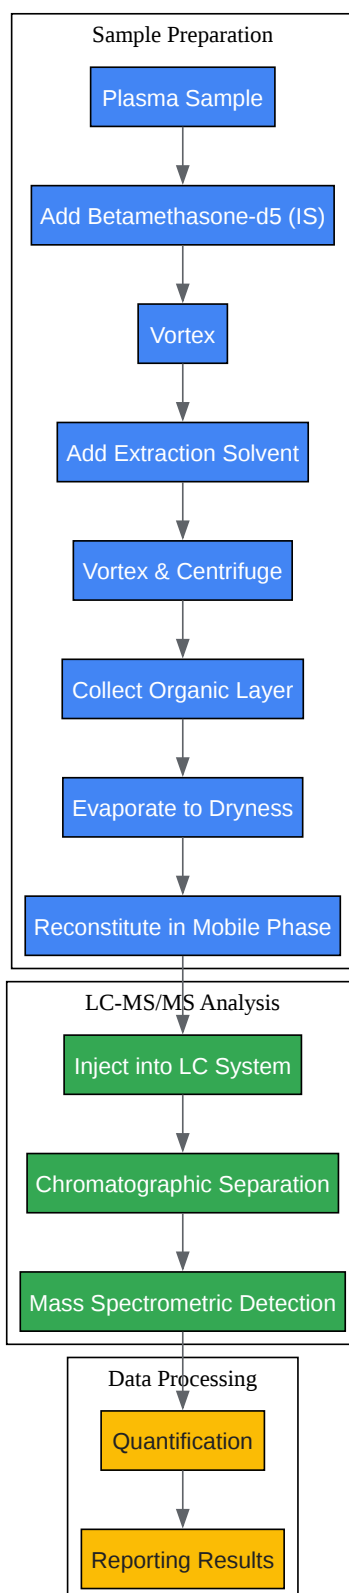 Sample Preparation
Plasma Sample
Add Betamethasone-d5 (IS)
Vortex
Add Extraction Solvent
Vortex & Centrifuge
Collect Organic Layer
Evaporate to Dryness
Reconstitute in Mobile Phase
LC-MS/MS Analysis
Inject into LC System
Chromatographic Separation
Mass Spectrometric Detection
Data Processing
Quantification
Reporting Results